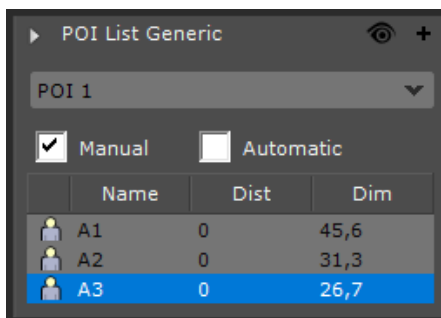 POI List Generic
POI 1
Manual Automatic
Name Dist Dim
A1 0 45,6
A2 0 31,3
A3 0 26,7